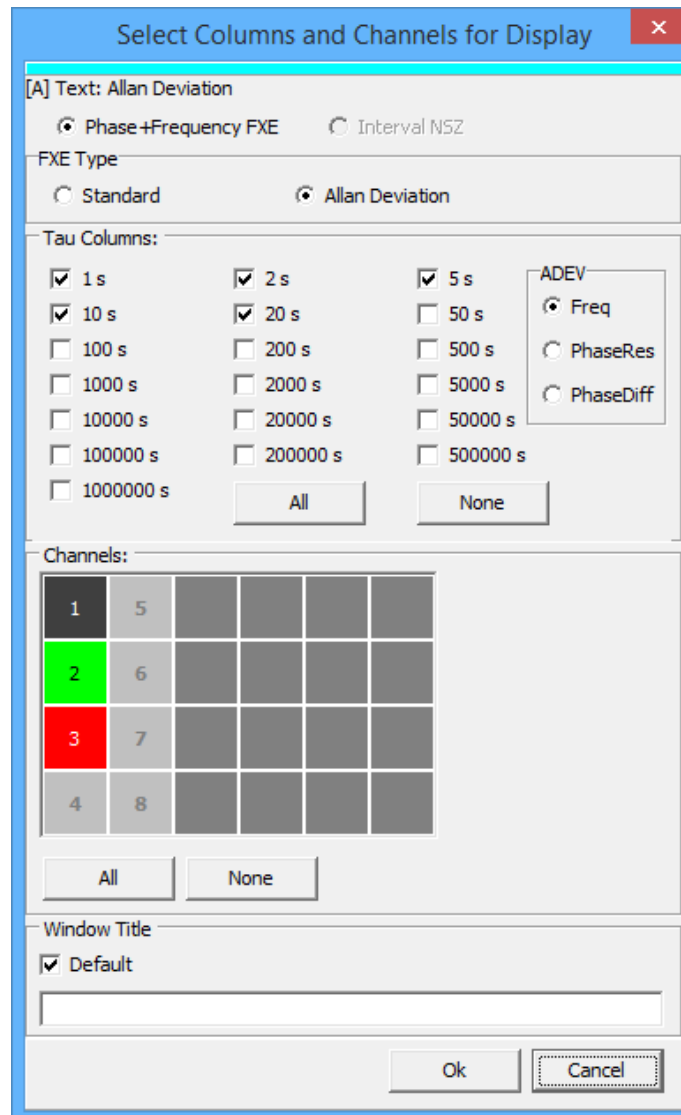 Select Columns and Channels for Display
[A] Text: Allan Deviation
Phase+Frequency FXE Interval NSZ
FXE Type
Standard Allan Deviation
Tau Columns:
1 s 2 s 5 s ADEV
10 s 20 s 50 s Freq
100 s 200 s 500 s PhaseRes
1000 s 2000 s 5000 s PhaseDiff
10000 s 20000 s 50000 s
100000 s 200000 s 500000 s
1000000 s All None
Channels:
1 5
2 6
3 7
4 8
All None
Window Title
Default
Ok Cancel